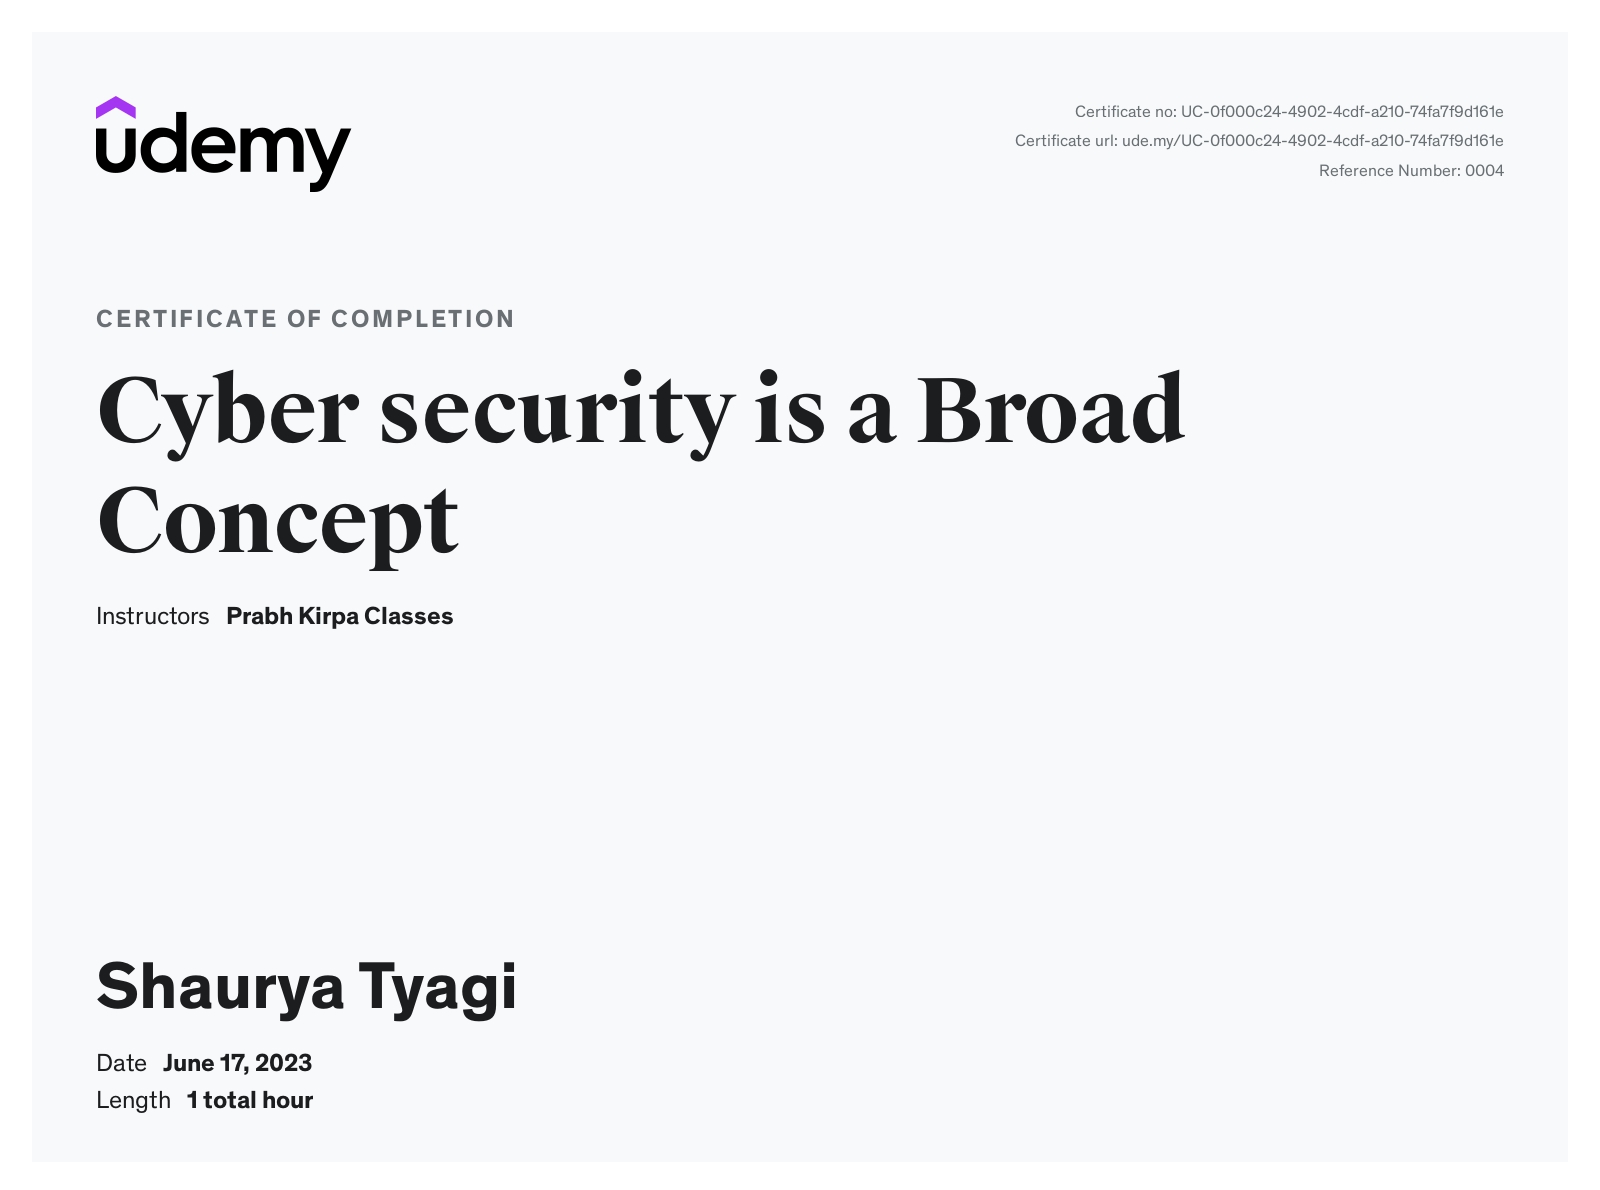 udemy
Certificate no: UC-0f000c24-4902-4cdf-a210-74fa7f9d161e
Certificate url: ude.my/UC-0f000c24-4902-4cdf-a210-74fa7f9d161e
Reference Number: 0004
CERTIFICATE OF COMPLETION
Cyber security is a Broad
Concept
Instructors Prabh Kirpa Classes
Shaurya Tyagi
Date June 17, 2023
Length 1 total hour